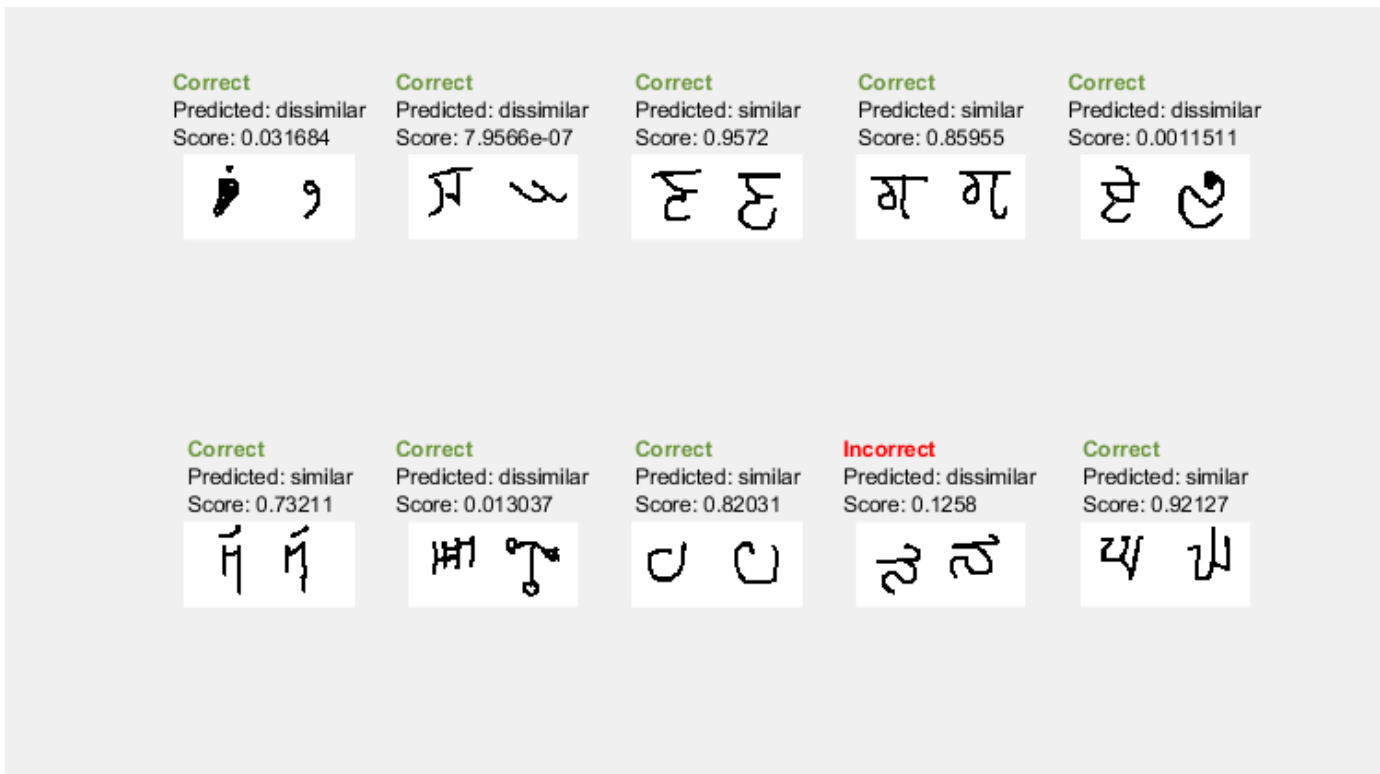 Correct
Predicted: dissimilar
Score: 0.031684
Correct
Predicted: dissimilar
Score: 7.9566e-07
Correct
Predicted: similar
Score: 0.9572
Correct
Predicted: similar
Score: 0.85955
Correct
Predicted: dissimilar
Score: 0.0011511
Correct
Predicted: similar
Score: 0.73211
Correct
Predicted: dissimilar
Score: 0.013037
Correct
Predicted: similar
Score: 0.82031
Incorrect
Predicted: dissimilar
Score: 0.1258
Correct
Predicted: similar
Score: 0.92127